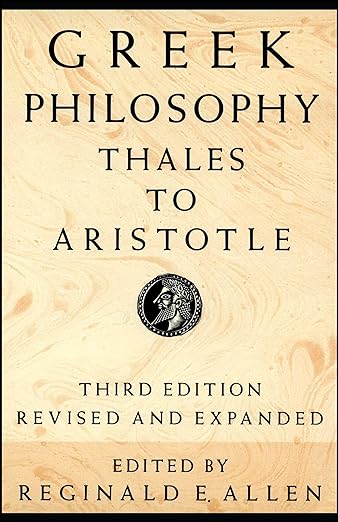 GREEK
PHILOSOPHY
THALES
TO
ARISTOTLE
THIRD EDITION
REVISED AND EXPANDED
EDITED BY
REGINALD E. ALLEN